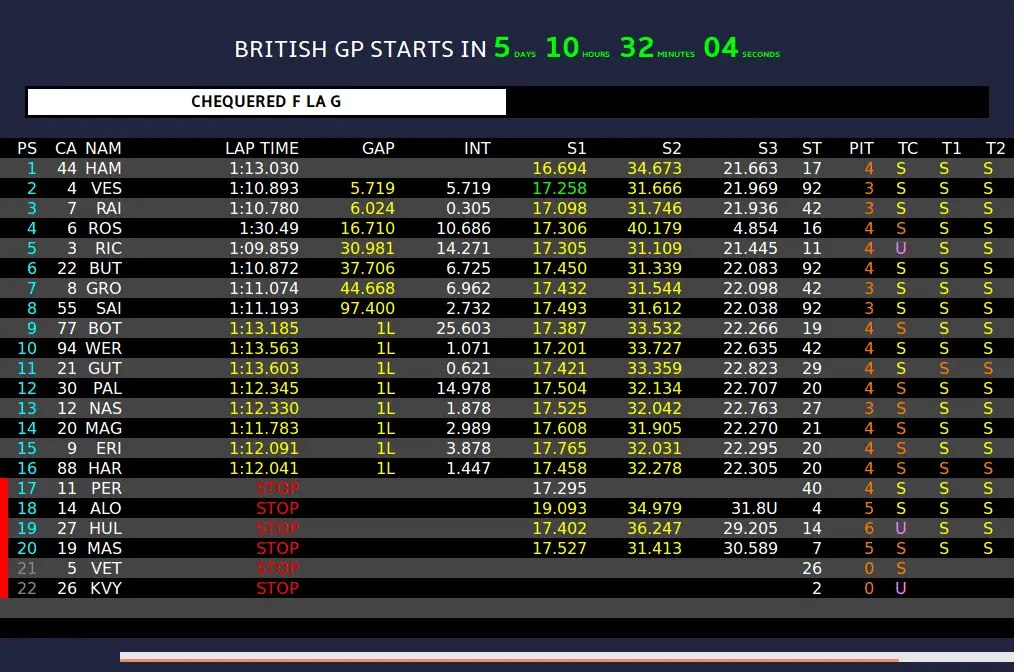 BRITISH GP STARTS IN 5 DAYS 10 HOURS 32 MINUTES 04 SECONDS
CHEQUERED F LA G
PS CA NAM LAP TIME GAP INT S1 S2 S3 ST PIT TC T1 T2
1 44 HAM 1:13.030 16.694 34.673 21.663 17 4 S S S
2 4 VES 1:10.893 5.719 5.719 17.258 31.666 21.969 92 3 S S S
3 7 RAI 1:10.780 6.024 0.305 17.098 31.746 21.936 42 3 S S S
4 6 ROS 1:30.49 16.710 10.686 17.306 40.179 4.854 16 4 S S S
5 3 RIC 1:09.859 30.981 14.271 17.305 31.109 21.445 11 4 U S S
6 22 BUT 1:10.872 37.706 6.725 17.450 31.339 22.083 92 4 S S S
7 8 GRO 1:11.074 44.668 6.962 17.432 31.544 22.098 42 3 S S S
8 55 SAI 1:11.193 97.400 2.732 17.493 31.612 22.038 92 3 S S S
9 77 BOT 1:13.185 1L 25.603 17.387 33.532 22.266 19 4 S S S
10 94 WER 1:13.563 1L 1.071 17.201 33.727 22.635 42 4 S S S
11 21 GUT 1:13.603 1L 0.621 17.421 33.359 22.823 29 4 S S S
12 30 PAL 1:12.345 1L 14.978 17.504 32.134 22.707 20 4 S S S
13 12 NAS 1:12.330 1L 1.878 17.525 32.042 22.763 27 3 S S S
14 20 MAG 1:11.783 1L 2.989 17.608 31.905 22.270 21 4 S S S
15 9 ERI 1:12.091 1L 3.878 17.765 32.031 22.295 20 4 S S S
16 88 HAR 1:12.041 1L 1.447 17.458 32.278 22.305 20 4 S S S
17 11 PER STOP 17.295 40 4 S S S
18 14 ALO STOP 19.093 34.979 31.8U 4 5 S S S
19 27 HUL STOP 17.402 36.247 29.205 14 6 U S S
20 19 MAS STOP 17.527 31.413 30.589 7 5 S S S
21 5 VET STOP 26 0 S
22 26 KVY STOP 2 0 U